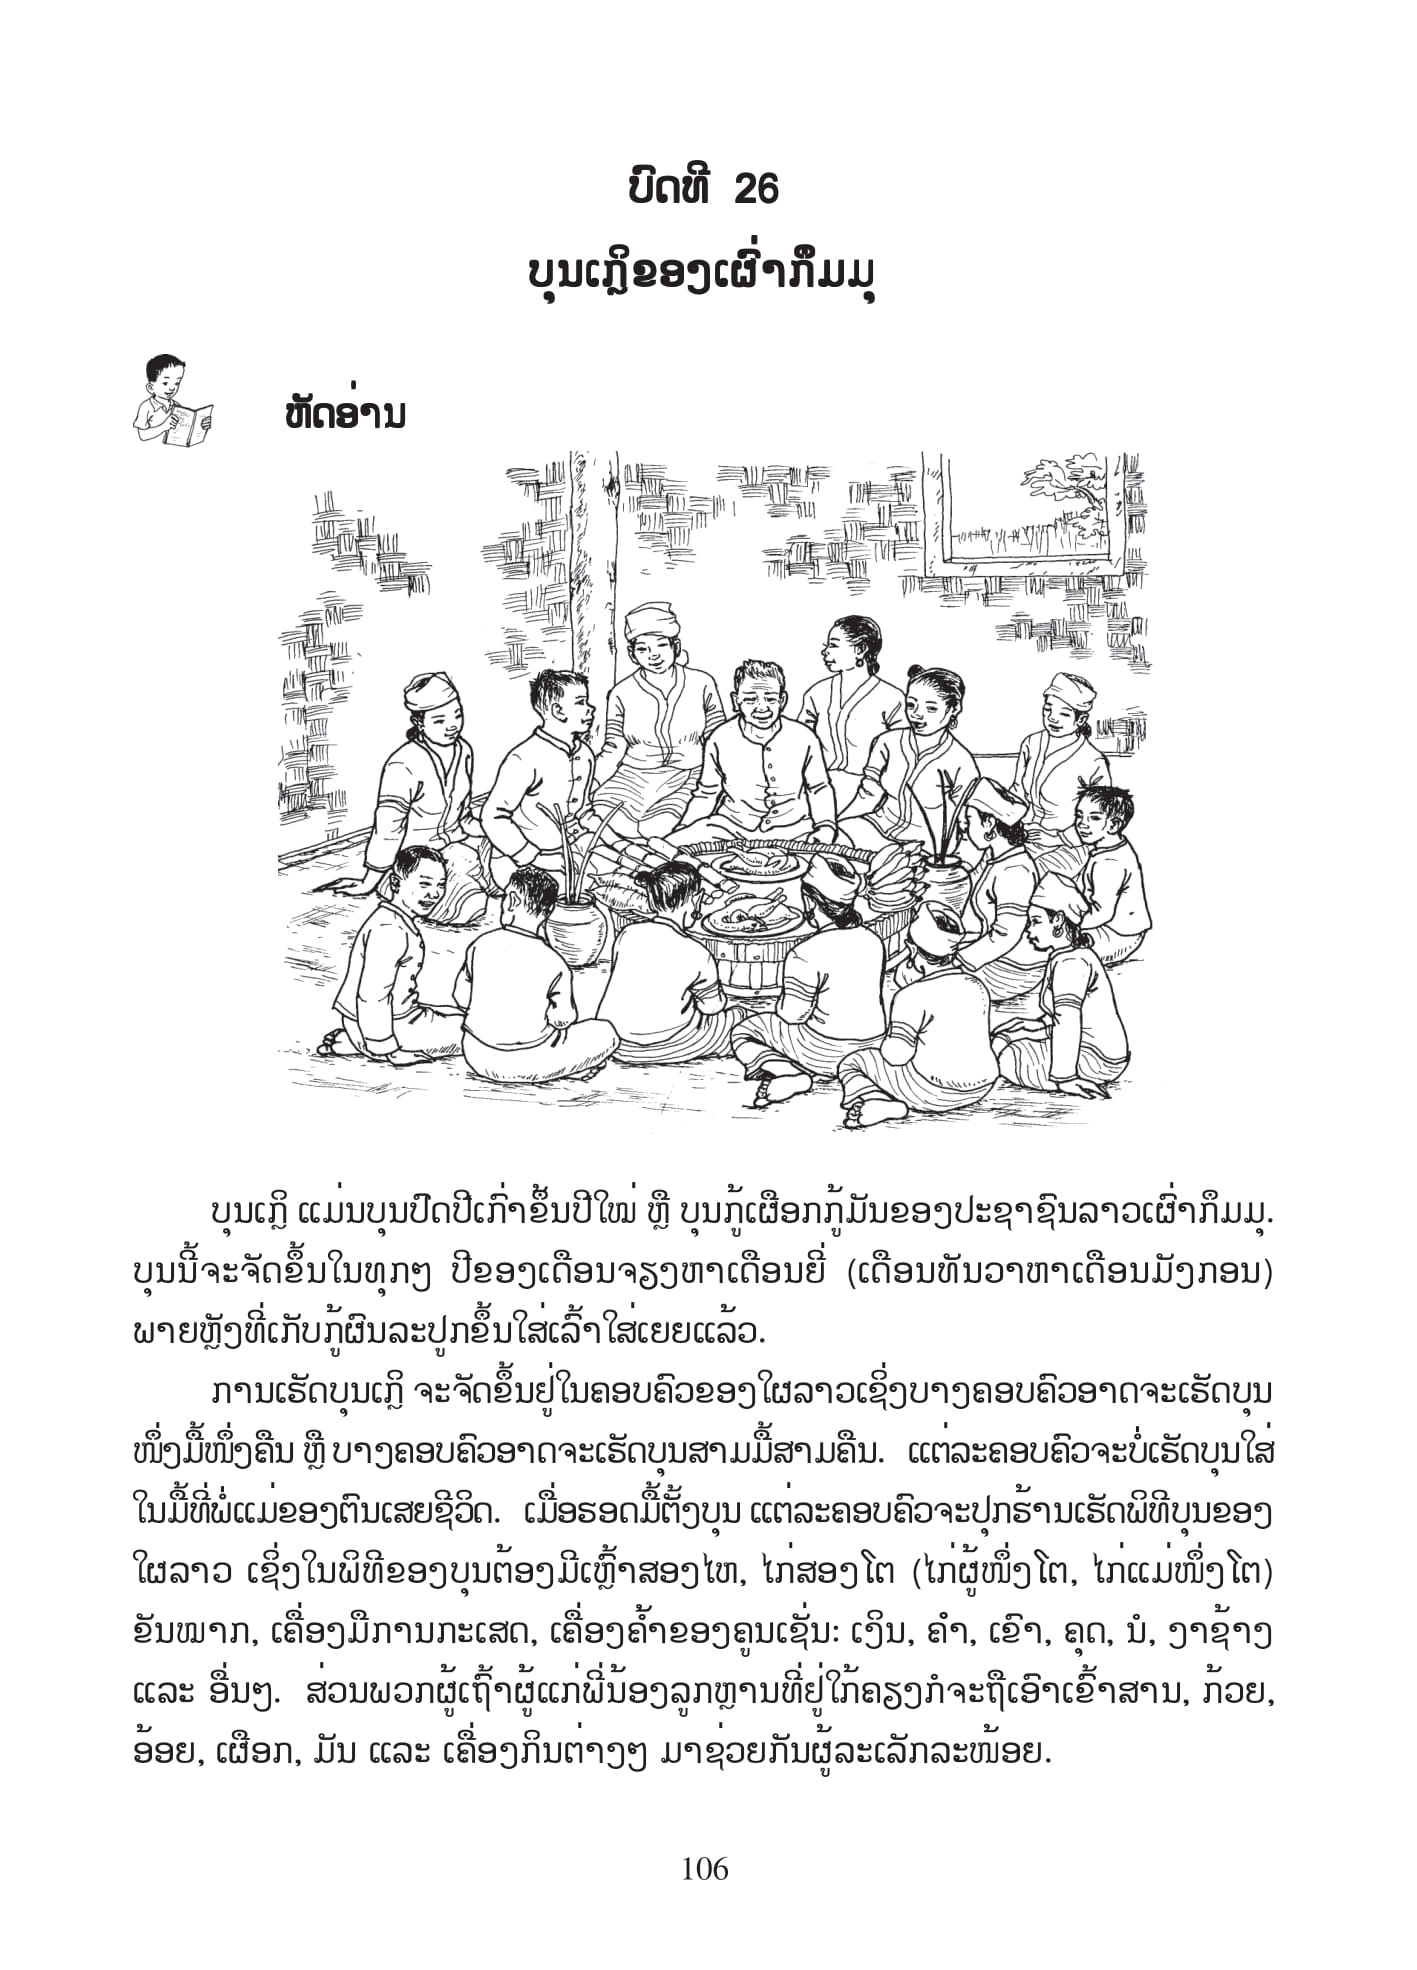 ບົດທີ 26
ບຸນເກຼິຂອງເຜົ່າກຶມມຸ
ຫັດອ່ານ
ບຸນເກຼິ ແມ່ນບຸນປົດປີເກົ່າຂຶ້ນປີໃໝ່ ຫຼື ບຸນກູ້ເຜືອກກູ້ມັນຂອງປະຊາຊົນລາວເຜົ່າກຶມມຸ.
ບຸນນີ້ຈະຈັດຂຶ້ນໃນທຸກໆ ປີຂອງເດືອນຈຽງຫາເດືອນຍີ່ (ເດືອນທັນວາຫາເດືອນມັງກອນ)
ພາຍຫຼັງທີ່ເກັບກູ້ຜົນລະປູກຂຶ້ນໃສ່ເລົ້າໃສ່ເຍຍແລ້ວ.
ການເຮັດບຸນເກຼິ ຈະຈັດຂຶ້ນຢູ່ໃນຄອບຄົວຂອງໃຜລາວເຊິ່ງບາງຄອບຄົວອາດຈະເຮັດບຸນ
ໜຶ່ງມື້ໜຶ່ງຄືນ ຫຼື ບາງຄອບຄົວອາດຈະເຮັດບຸນສາມມື້ສາມຄືນ. ແຕ່ລະຄອບຄົວຈະບໍ່ເຮັດບຸນໃສ່
ໃນມື້ທີ່ພໍ່ແມ່ຂອງຕົນເສຍຊີວິດ. ເມື່ອຮອດມື້ຕັ້ງບຸນ ແຕ່ລະຄອບຄົວຈະປຸກຮ້ານເຮັດພິທີບຸນຂອງ
ໃຜລາວ ເຊິ່ງໃນພິທີຂອງບຸນຕ້ອງມີເຫຼົ້າສອງໄຫ, ໄກ່ສອງໂຕ (ໄກ່ຜູ້ໜຶ່ງໂຕ, ໄກ່ແມ່ໜຶ່ງໂຕ)
ຂັນໝາກ, ເຄື່ອງມືການກະເສດ, ເຄື່ອງຄ້ຳຂອງຄູນເຊັ່ນ: ເງິນ, ຄຳ, ເຂົາ, ຄຸດ, ນໍ, ງາຊ້າງ
ແລະ ອື່ນໆ. ສ່ວນພວກຜູ້ເຖົ້າຜູ້ແກ່ພີ່ນ້ອງລູກຫຼານທີ່ຢູ່ໃກ້ຄຽງກໍຈະຖືເອົາເຂົ້າສານ, ກ້ວຍ,
ອ້ອຍ, ເຜືອກ, ມັນ ແລະ ເຄື່ອງກິນຕ່າງໆ ມາຊ່ວຍກັນຜູ້ລະເລັກລະໜ້ອຍ.
106